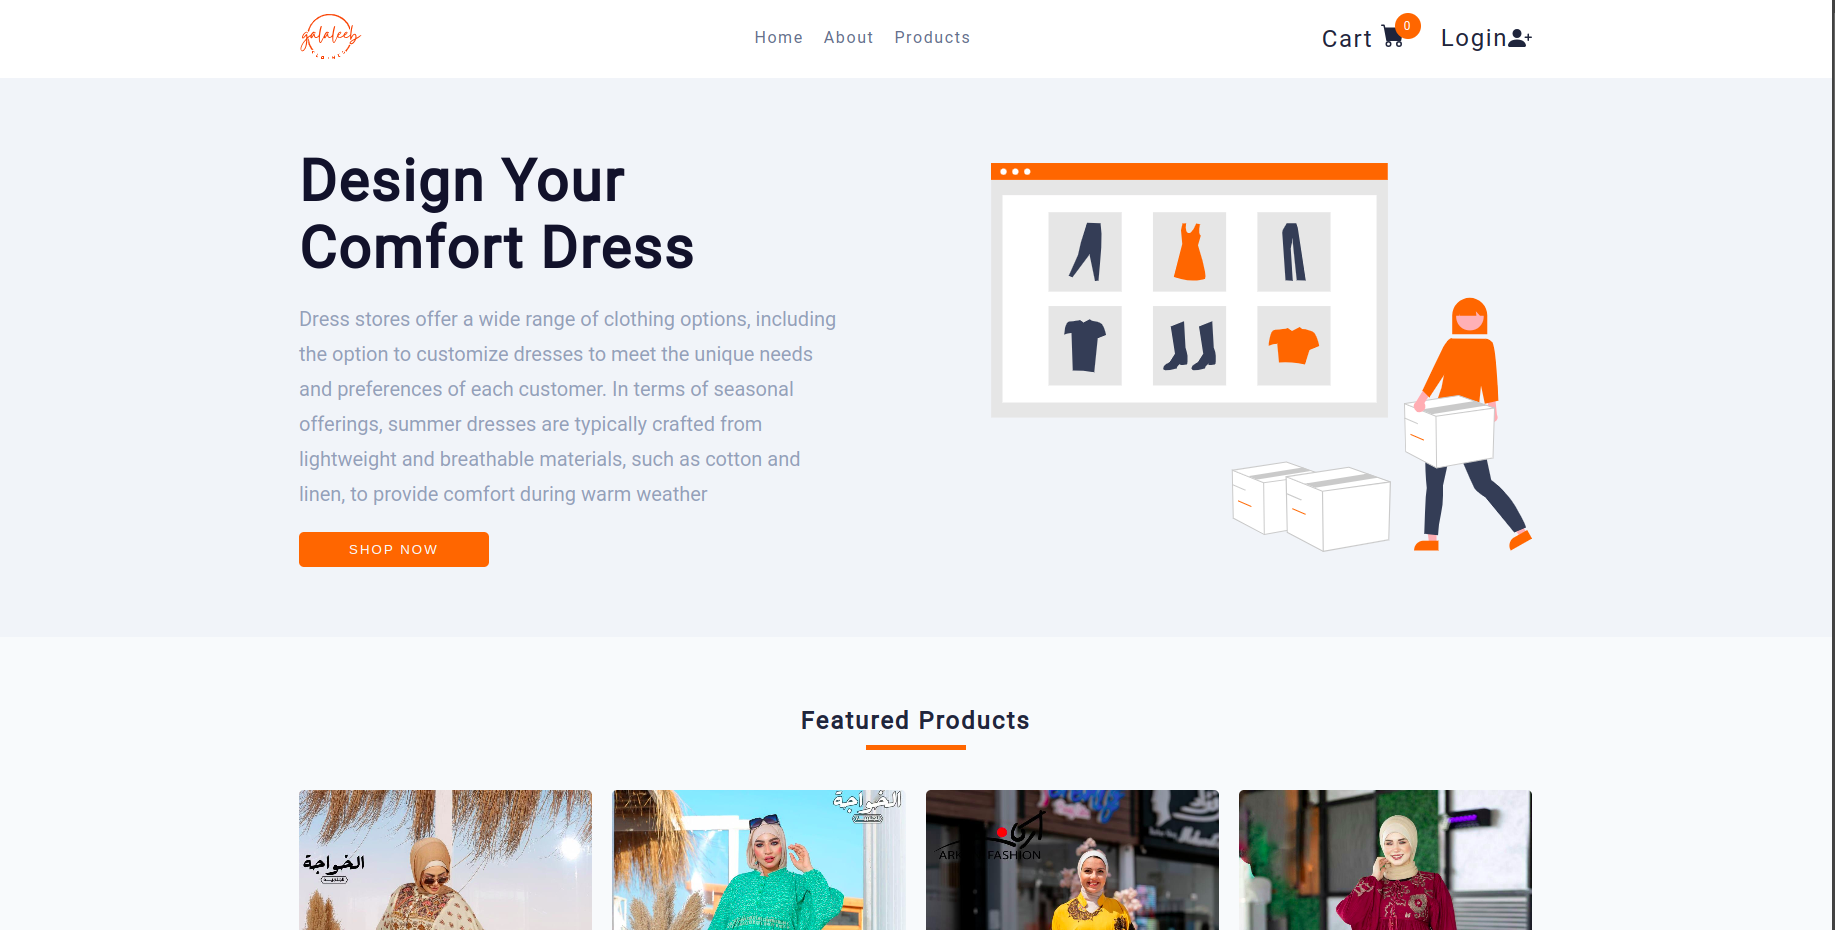 galaleeb
CLOTHES
Home About Products
Cart 0 Login
Design Your
Comfort Dress
Dress stores offer a wide range of clothing options, including
the option to customize dresses to meet the unique needs
and preferences of each customer. In terms of seasonal
offerings, summer dresses are typically crafted from
lightweight and breathable materials, such as cotton and
linen, to provide comfort during warm weather
SHOP NOW
Featured Products
الخواجة
الخواجة
أركان
FASHION